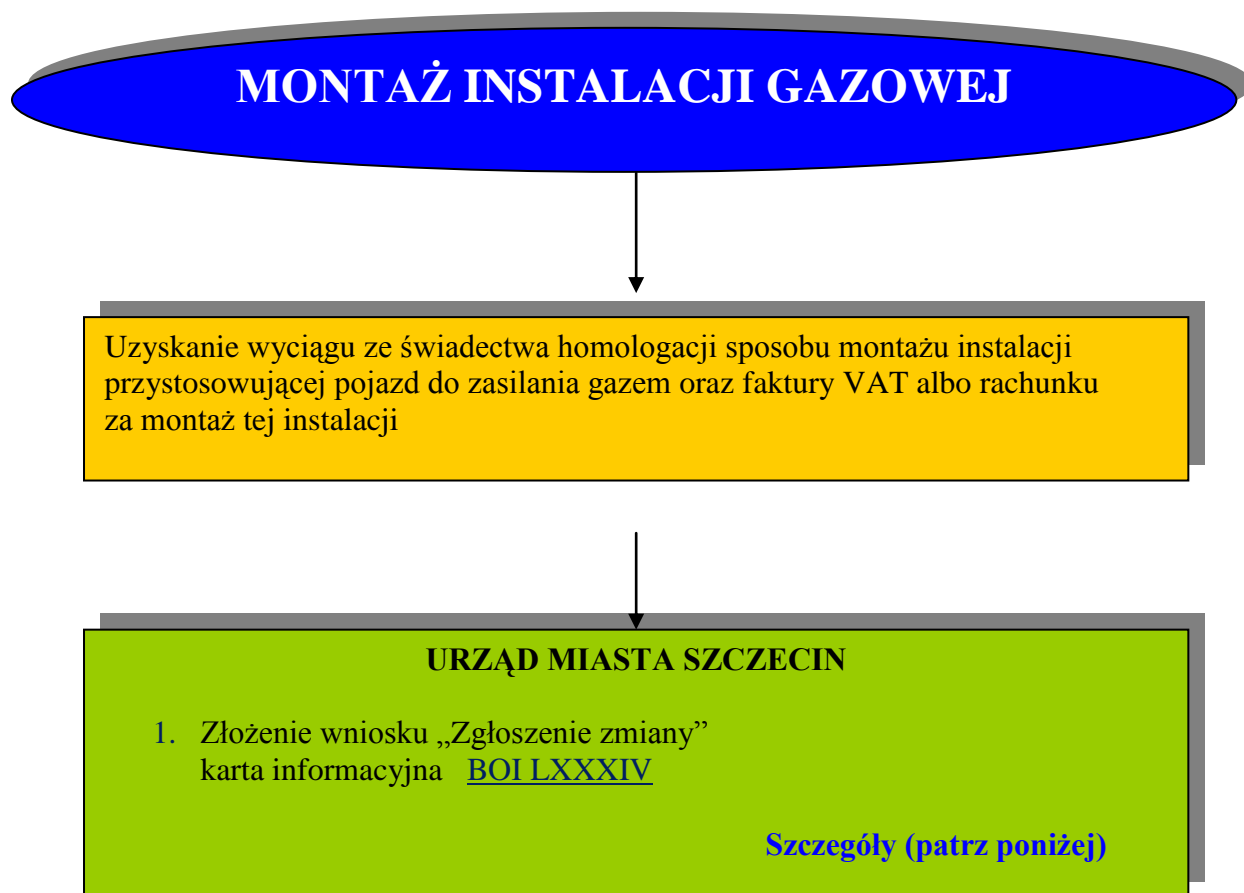 MONTAŻ INSTALACJI GAZOWEJ
Uzyskanie wyciągu ze świadectwa homologacji sposobu montażu instalacji
przystosowującej pojazd do zasilania gazem oraz faktury VAT albo rachunku
za montaż tej instalacji
URZĄD MIASTA SZCZECIN
1. Złożenie wniosku „Zgłoszenie zmiany”
karta informacyjna BOI LXXXIV
Szczegóły (patrz poniżej)